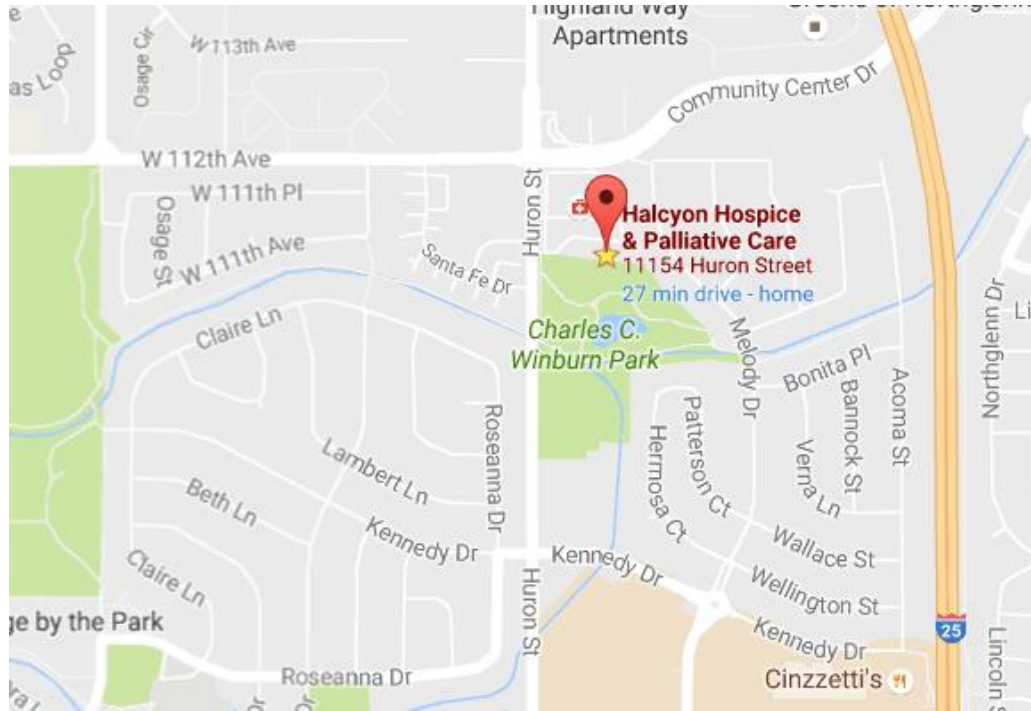 Highland Way
Apartments
W 113th Ave
Osage Cir
as Loop
Community Center Dr
W 112th Ave
W 111th Pl
Osage St
W 111th Ave
Huron St
Santa Fe Dr
Halcyon Hospice
& Palliative Care
11154 Huron Street
27 min drive - home
Charles C.
Winburn Park
Claire Ln
Melody Dr
Bonita Pl
Northglenn Dr
Li
Acoma St
Bannock St
Verna Ln
Patterson Ct
Hermosa Ct
Roseanna Dr
Lambert Ln
Beth Ln
Kennedy Dr
Kennedy Dr
Wallace St
Wellington St
Claire Ln
Huron St
Kennedy Dr
25
Lincoln S
ge by the Park
Roseanna Dr
Cinzzetti's